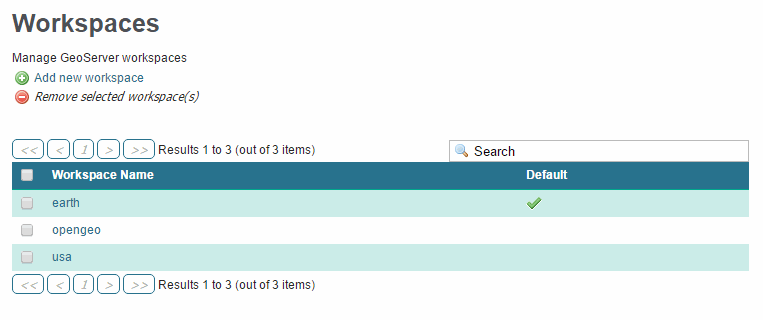 Workspaces
Manage GeoServer workspaces
Add new workspace
Remove selected workspace(s)
<< < 1 > >> Results 1 to 3 (out of 3 items) Search
Workspace Name Default
earth
opengeo
usa
<< < 1 > >> Results 1 to 3 (out of 3 items)